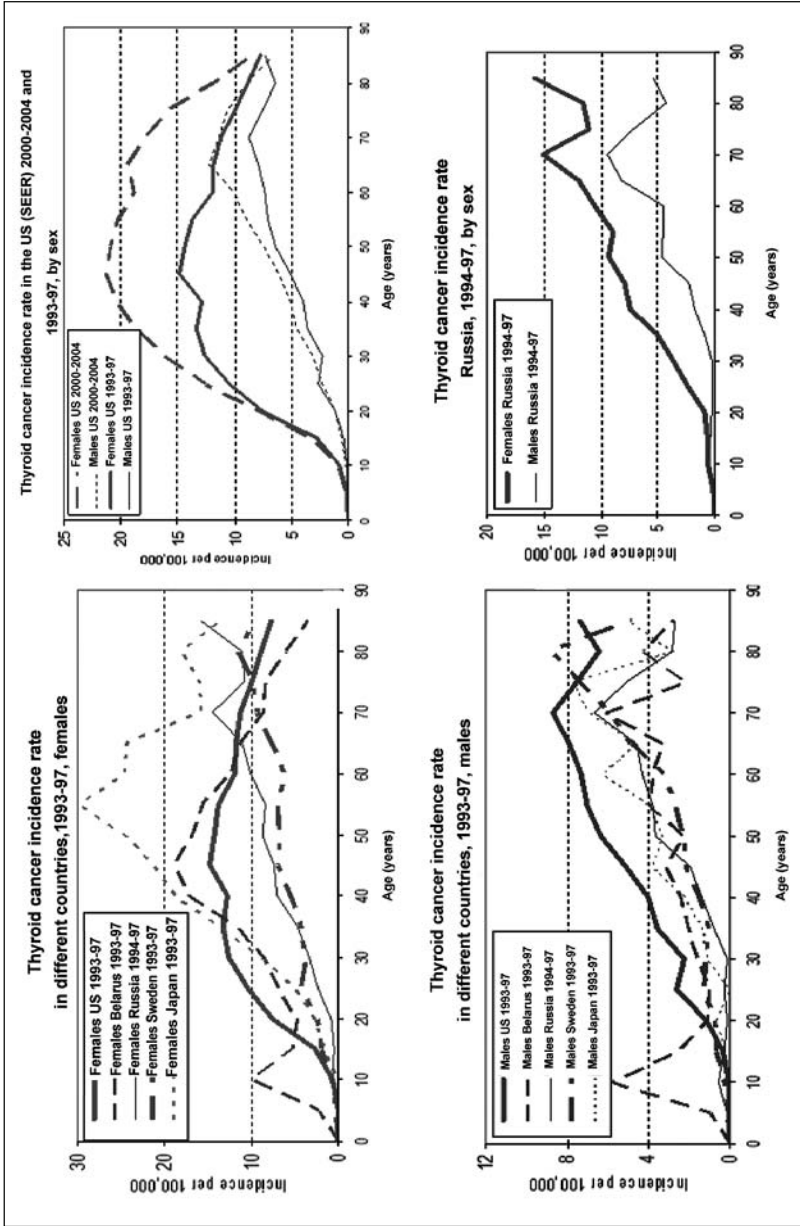 Thyroid cancer incidence rate
in different countries,1993-97, females
Females US 1993-97
Females Belarus 1993-97
Females Russia 1994-97
Females Sweden 1993-97
Females Japan 1993-97
Incidence per 100,000
30
20
10
0
0 10 20 30 40 50 60 70 80 90
Age (years)
Thyroid cancer incidence rate in the US (SEER) 2000-2004 and
1993-97, by sex
Females US 2000-2004
Males US 2000-2004
Females US 1993-97
Males US 1993-97
Incidence per 100,000
25
20
15
10
5
0
0 10 20 30 40 50 60 70 80 90
Age (years)
Thyroid cancer incidence rate
in different countries, 1993-97, males
Males US 1993-97
Males Belarus 1993-97
Males Russia 1994-97
Males Sweden 1993-97
Males Japan 1993-97
Incidence per 100,000
12
8
4
0
0 10 20 30 40 50 60 70 80 90
Age (years)
Thyroid cancer incidence rate
Russia, 1994-97, by sex
Females Russia 1994-97
Males Russia 1994-97
Incidence per 100,000
20
15
10
5
0
0 10 20 30 40 50 60 70 80 90
Age (years)